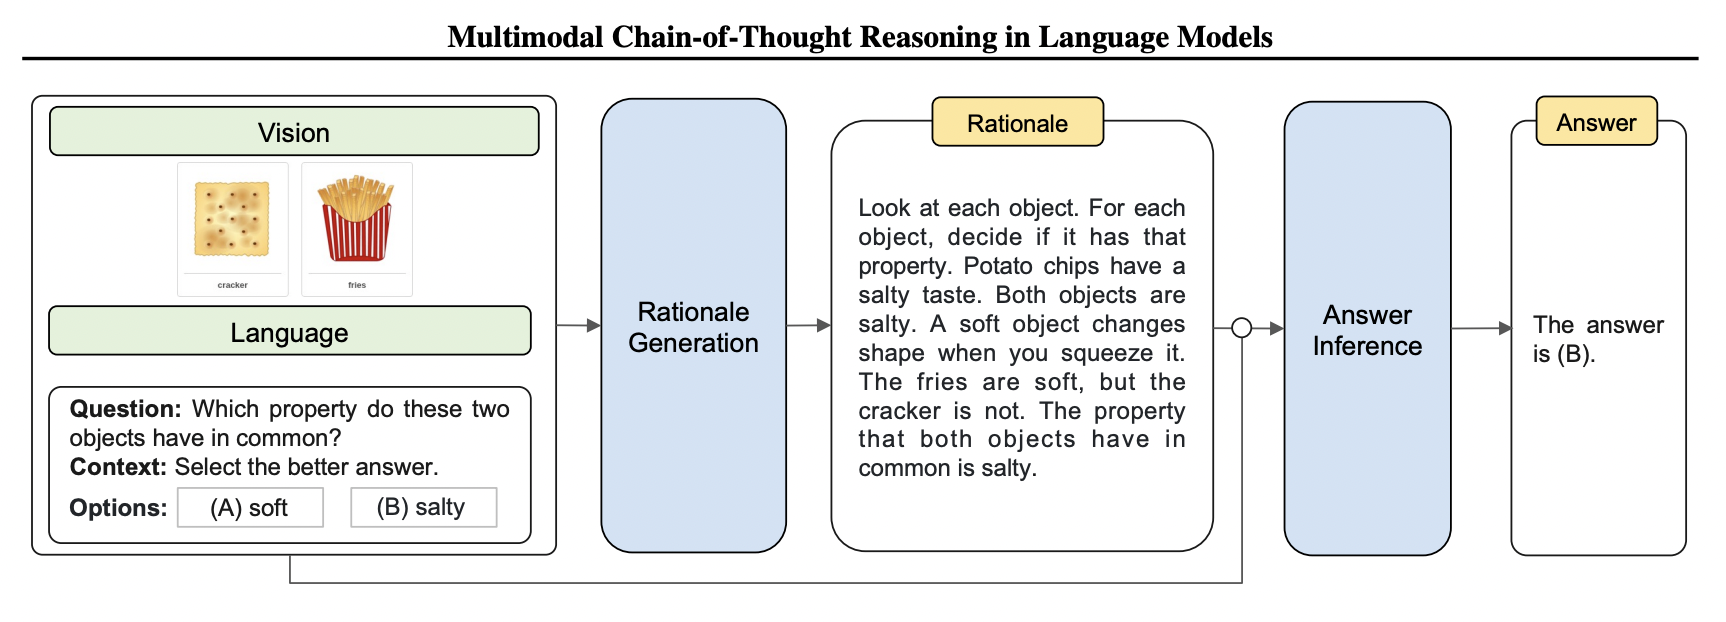 Multimodal Chain-of-Thought Reasoning in Language Models
Vision
cracker
fries
Language
Question: Which property do these two
objects have in common?
Context: Select the better answer.
Options: (A) soft (B) salty
Rationale
Generation
Rationale
Look at each object. For each
object, decide if it has that
property. Potato chips have a
salty taste. Both objects are
salty. A soft object changes
shape when you squeeze it.
The fries are soft, but the
cracker is not. The property
that both objects have in
common is salty.
Answer
Inference
Answer
The answer
is (B).